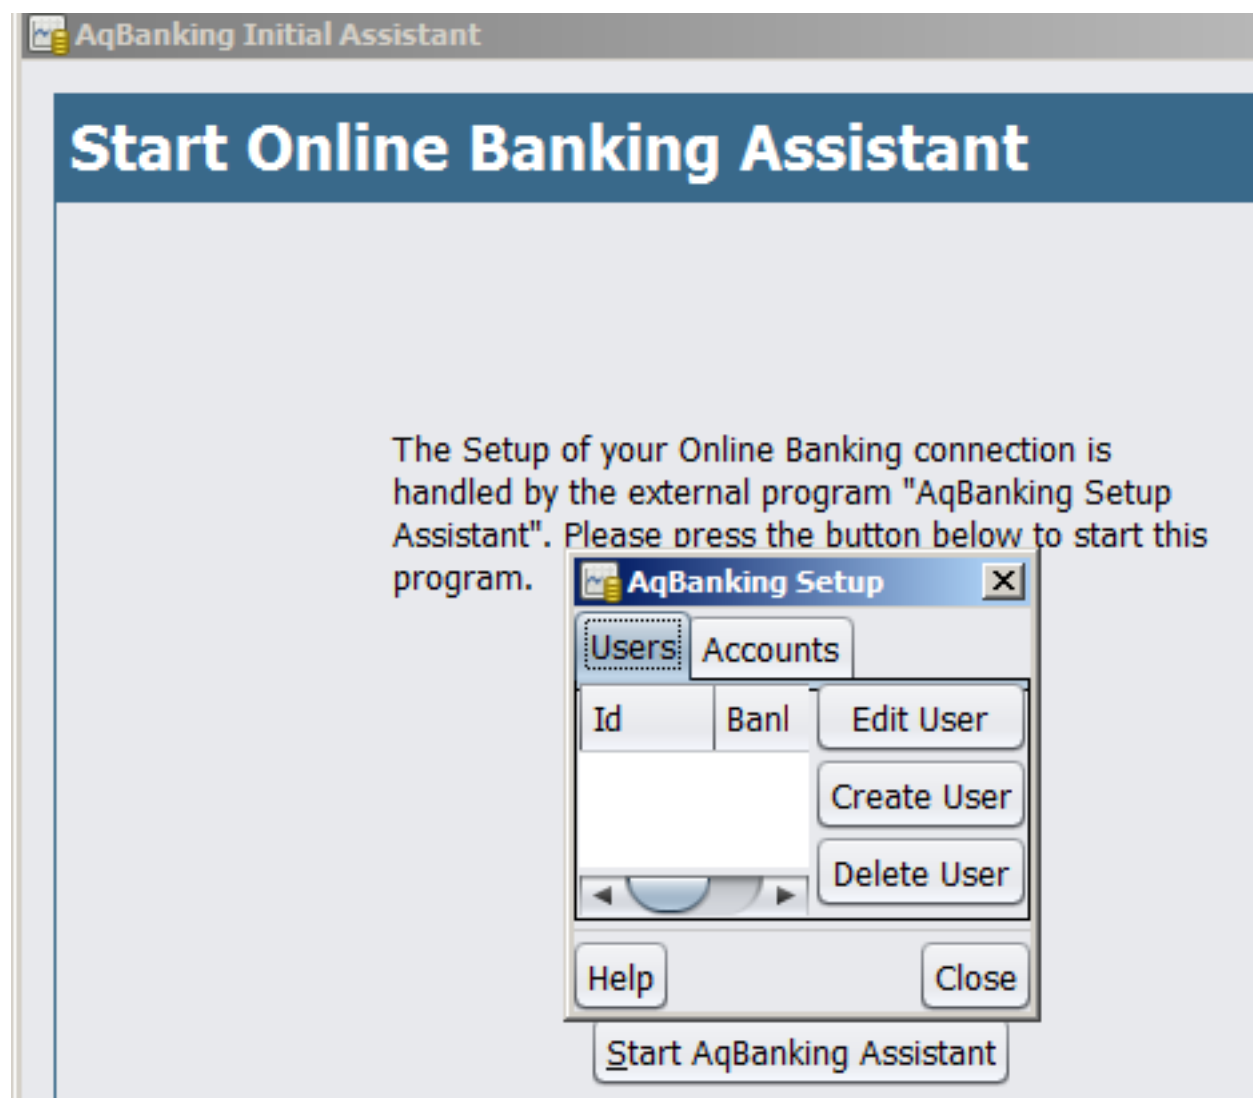 AqBanking Initial Assistant
Start Online Banking Assistant
The Setup of your Online Banking connection is
handled by the external program "AqBanking Setup
Assistant". Please press the button below to start this
program.
AqBanking Setup
Users Accounts
Id Banl Edit User
Create User
Delete User
Help Close
Start AqBanking Assistant